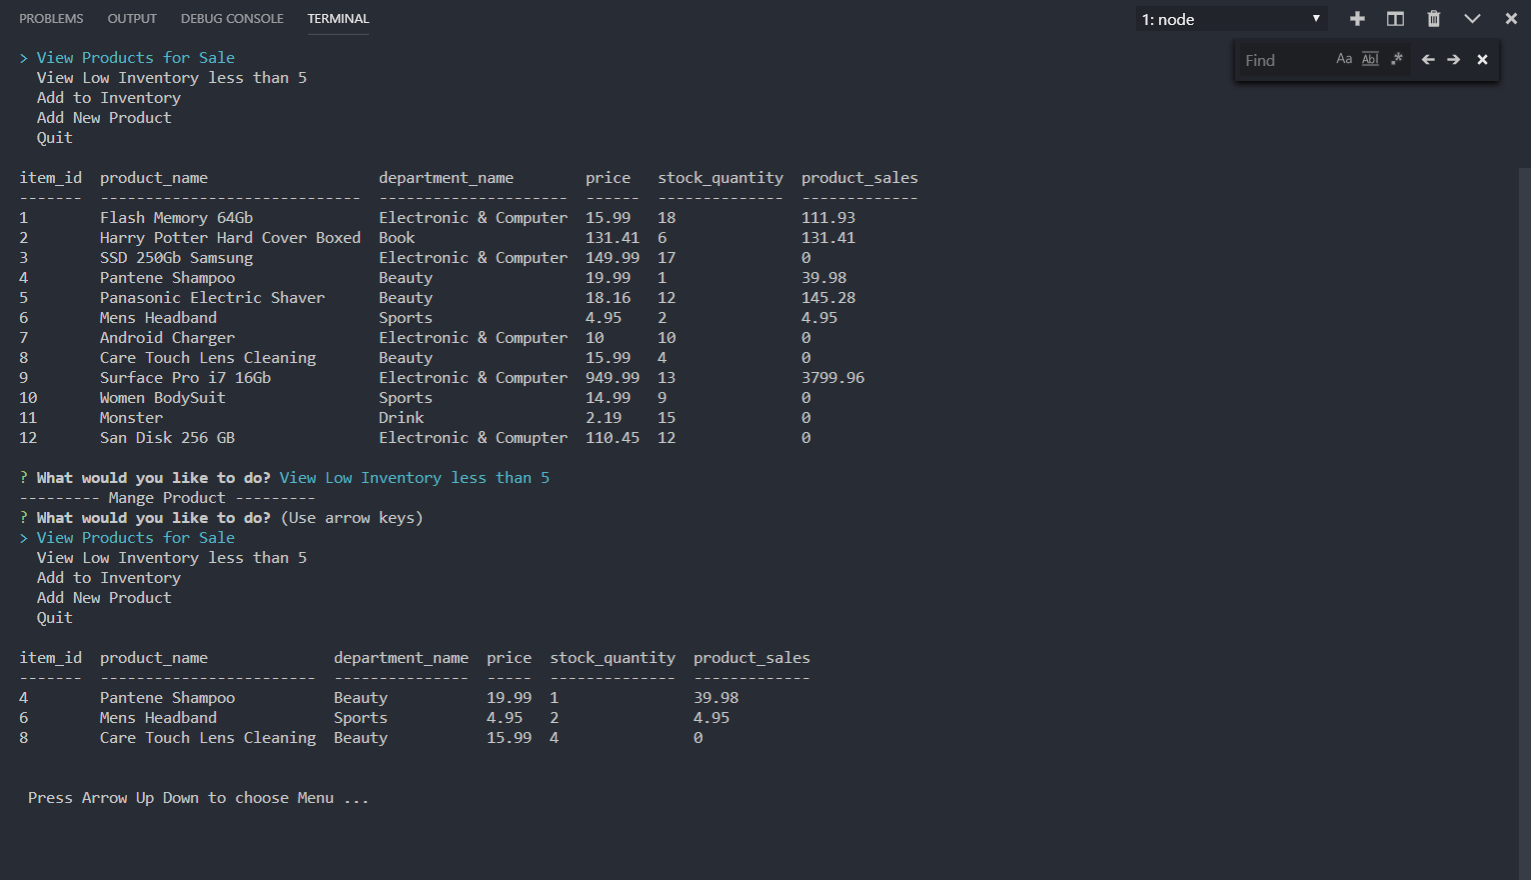 PROBLEMS OUTPUT DEBUG CONSOLE TERMINAL 1: node
Find Aa Abl .*
> View Products for Sale
View Low Inventory less than 5
Add to Inventory
Add New Product
Quit
item_id product_name department_name price stock_quantity product_sales
------- ----------------------------- --------------------- ------ -------------- -------------
1 Flash Memory 64Gb Electronic & Computer 15.99 18 111.93
2 Harry Potter Hard Cover Boxed Book 131.41 6 131.41
3 SSD 250Gb Samsung Electronic & Computer 149.99 17 0
4 Pantene Shampoo Beauty 19.99 1 39.98
5 Panasonic Electric Shaver Beauty 18.16 12 145.28
6 Mens Headband Sports 4.95 2 4.95
7 Android Charger Electronic & Computer 10 10 0
8 Care Touch Lens Cleaning Beauty 15.99 4 0
9 Surface Pro i7 16Gb Electronic & Computer 949.99 13 3799.96
10 Women BodySuit Sports 14.99 9 0
11 Monster Drink 2.19 15 0
12 San Disk 256 GB Electronic & Comupter 110.45 12 0
? What would you like to do? View Low Inventory less than 5
--------- Mange Product ---------
? What would you like to do? (Use arrow keys)
> View Products for Sale
View Low Inventory less than 5
Add to Inventory
Add New Product
Quit
item_id product_name department_name price stock_quantity product_sales
------- ------------------------ --------------- ----- -------------- -------------
4 Pantene Shampoo Beauty 19.99 1 39.98
6 Mens Headband Sports 4.95 2 4.95
8 Care Touch Lens Cleaning Beauty 15.99 4 0
Press Arrow Up Down to choose Menu ...